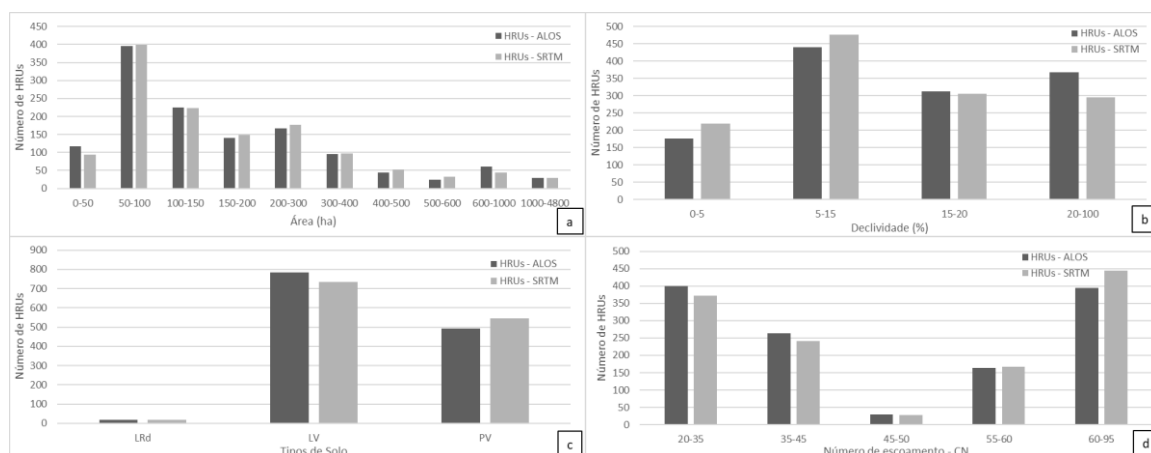 450
400
350
300
250
200
150
100
50
0
Número de HRUs
HRUs - ALOS
HRUs - SRTM
0-50 50-100 100-150 150-200 200-300 300-400 400-500 500-600 600-1000 1000-4800
Área (ha)
a
500
450
400
350
300
250
200
150
100
50
0
Número de HRUs
HRUs - ALOS
HRUs - SRTM
0-5 5-15 15-20 20-100
Declividade (%)
b
900
800
700
600
500
400
300
200
100
0
Número de HRUs
HRUs - ALOS
HRUs - SRTM
LRd LV PV
Tipos de Solo
c
500
450
400
350
300
250
200
150
100
50
0
Número de HRUs
HRUs - ALOS
HRUs - SRTM
20-35 35-45 45-50 55-60 60-95
Número de escoamento - CN
d